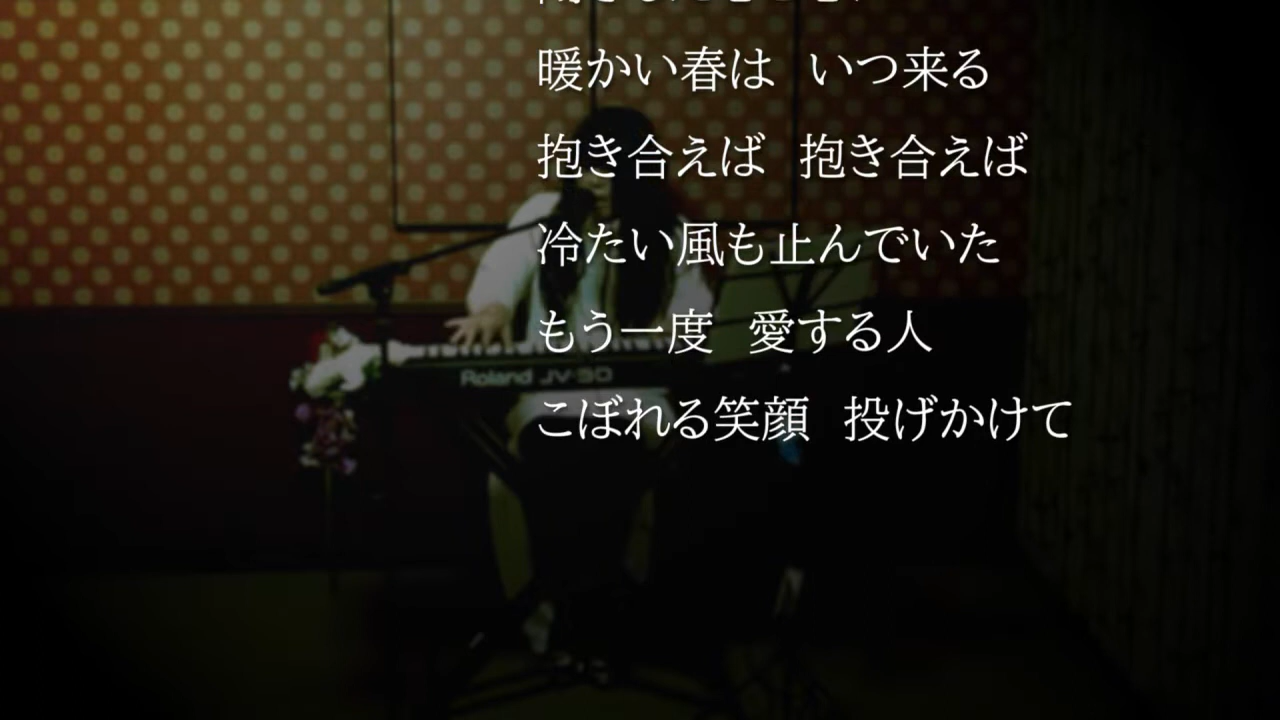 暖かい春は　いつ来る
抱き合えば　抱き合えば
冷たい風も止んでいた
もう一度　愛する人
こぼれる笑顔　投げかけて
Roland JV-30